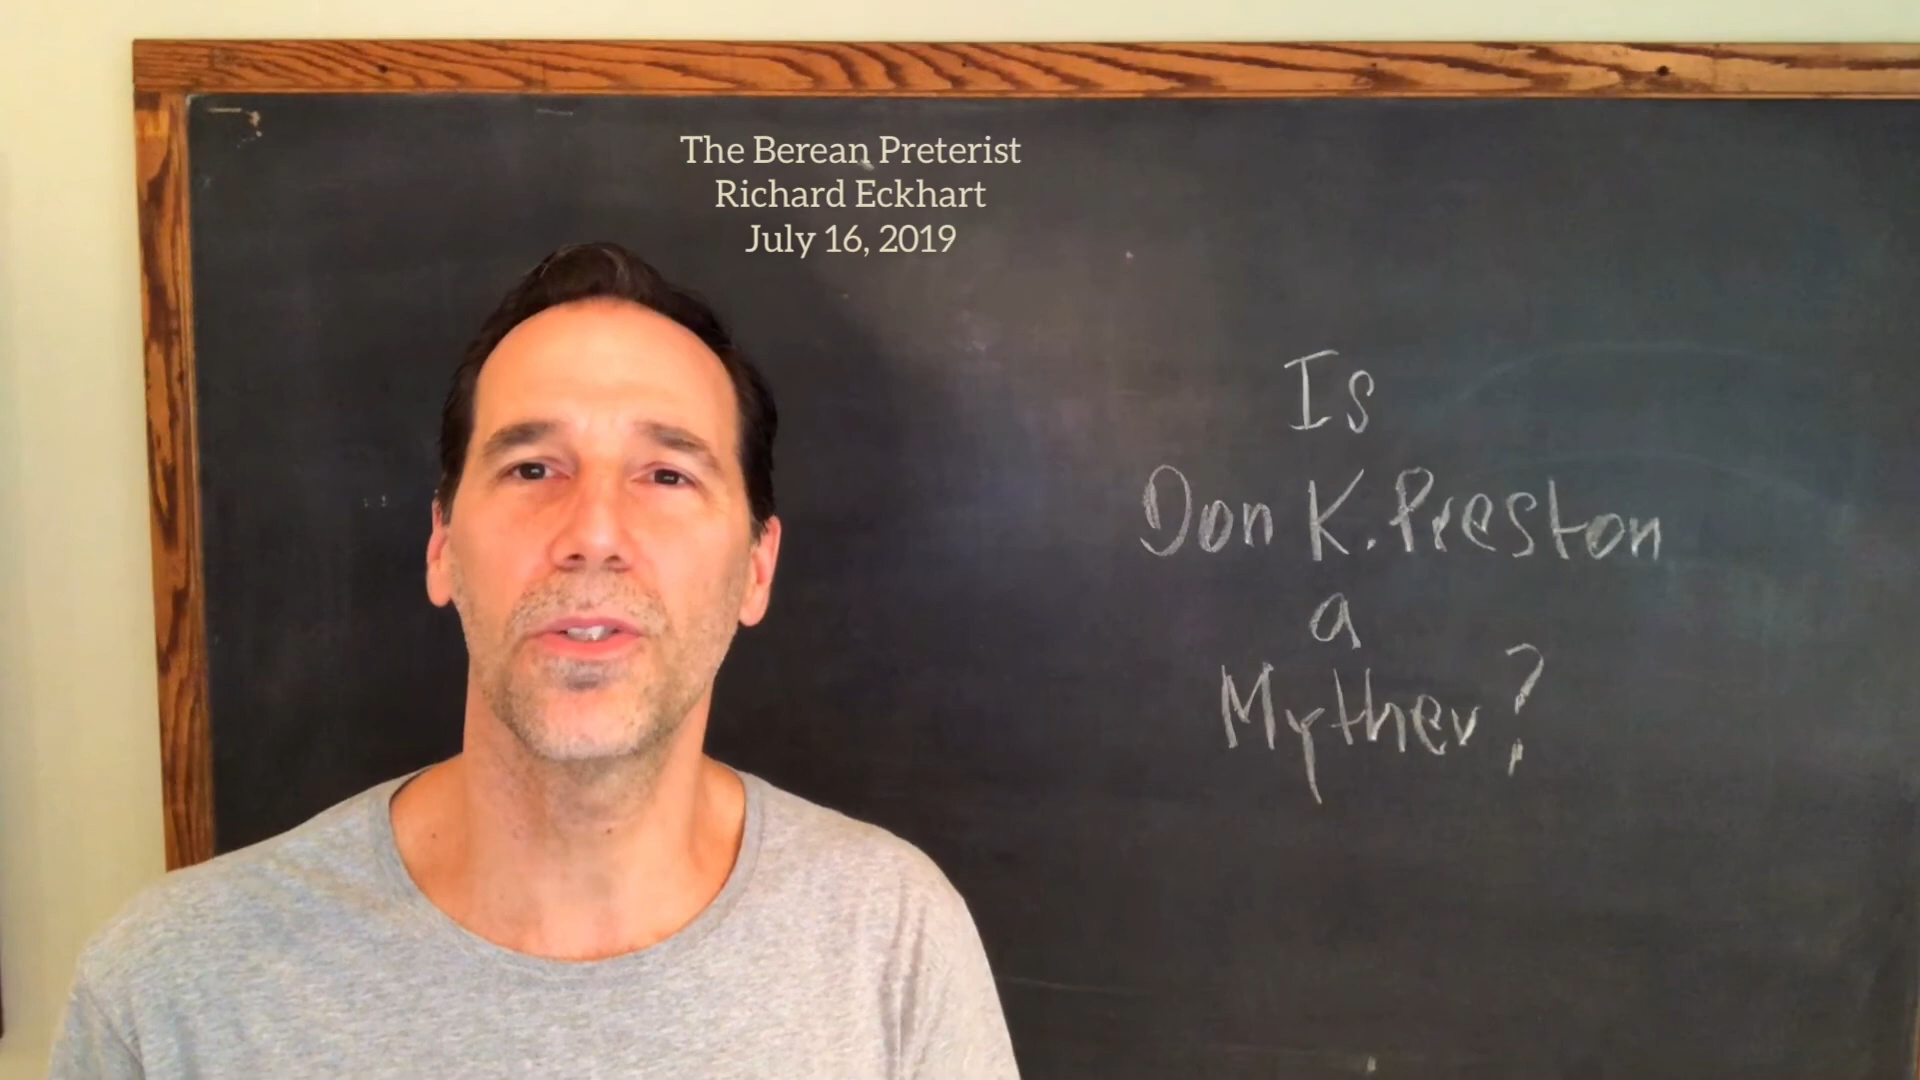 The Berean Preterist
Richard Eckhart
July 16, 2019
Is
Don K. Preston
a
Myther?